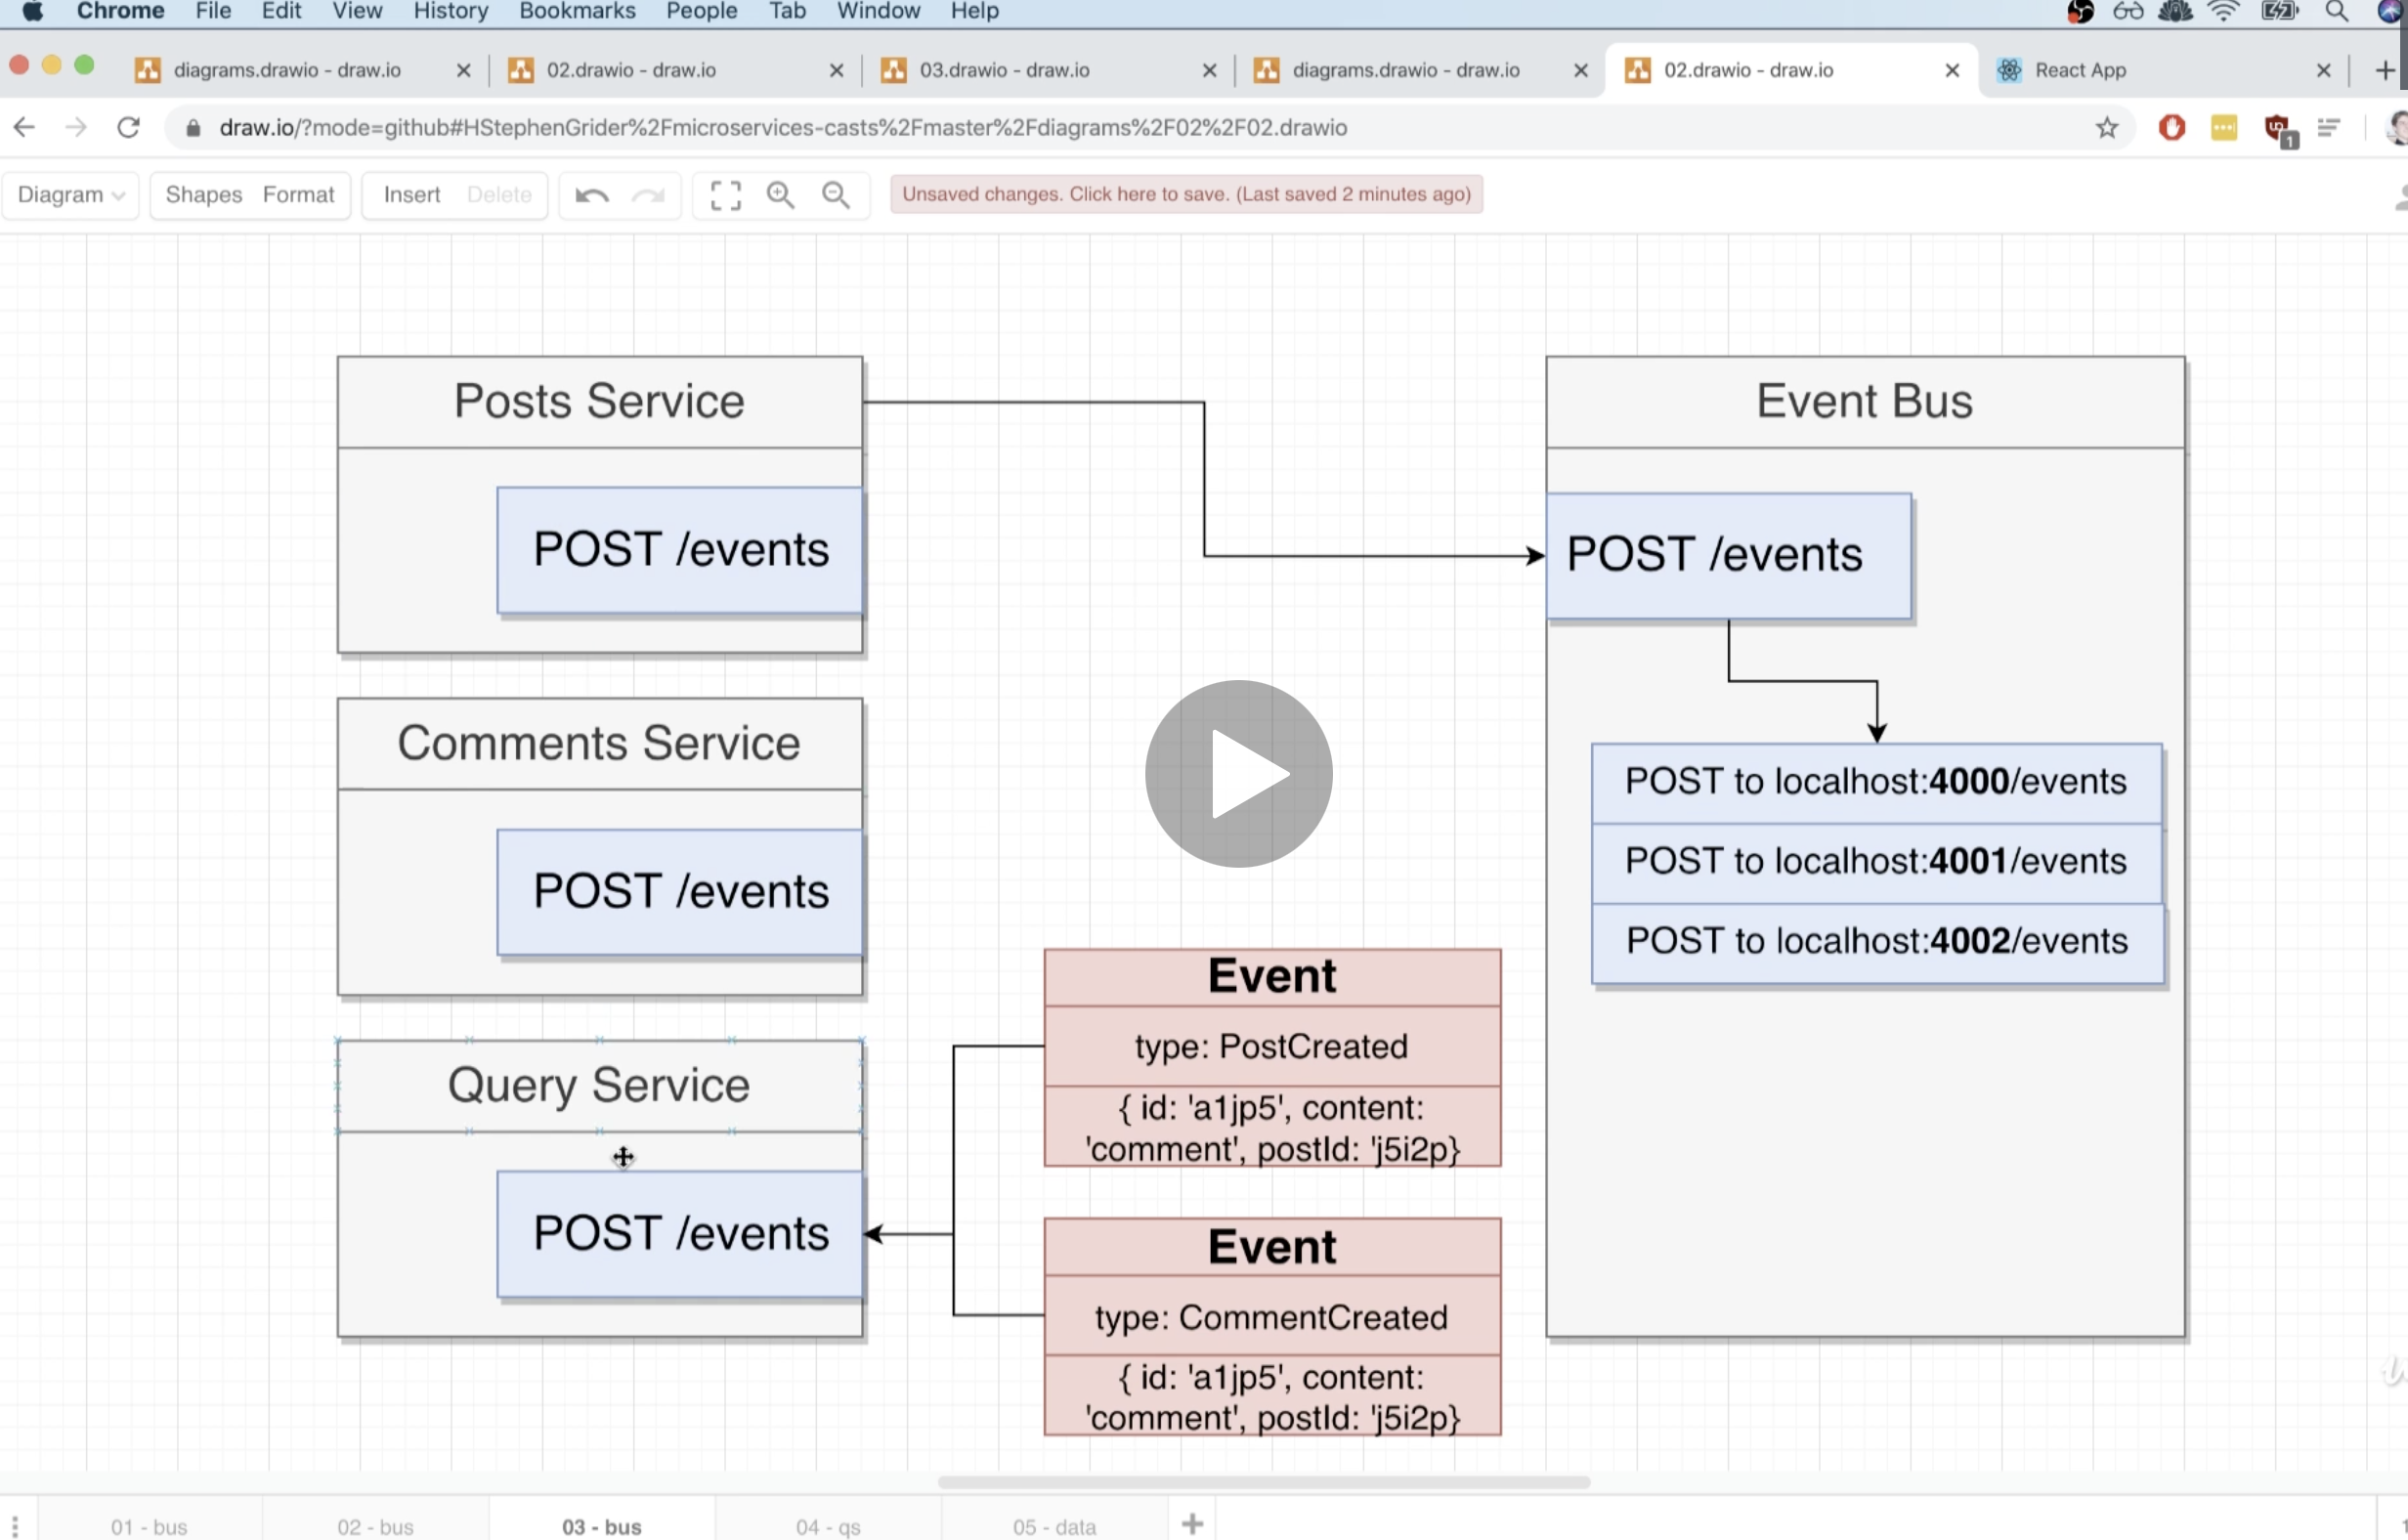 Chrome File Edit View History Bookmarks People Tab Window Help
diagrams.drawio - draw.io
02.drawio - draw.io
03.drawio - draw.io
diagrams.drawio - draw.io
02.drawio - draw.io
React App
draw.io/?mode=github#HStephenGrider%2Fmicroservices-casts%2Fmaster%2Fdiagrams%2F02%2F02.drawio
1
Diagram Shapes Format Insert Delete
Unsaved changes. Click here to save. (Last saved 2 minutes ago)
Posts Service
POST /events
Comments Service
POST /events
Query Service
POST /events
Event
type: PostCreated
{ id: 'a1jp5', content:
'comment', postId: 'j5i2p}
Event
type: CommentCreated
{ id: 'a1jp5', content:
'comment', postId: 'j5i2p}
Event Bus
POST /events
POST to localhost:4000/events
POST to localhost:4001/events
POST to localhost:4002/events
01 - bus
02 - bus
03 - bus
04 - qs
05 - data